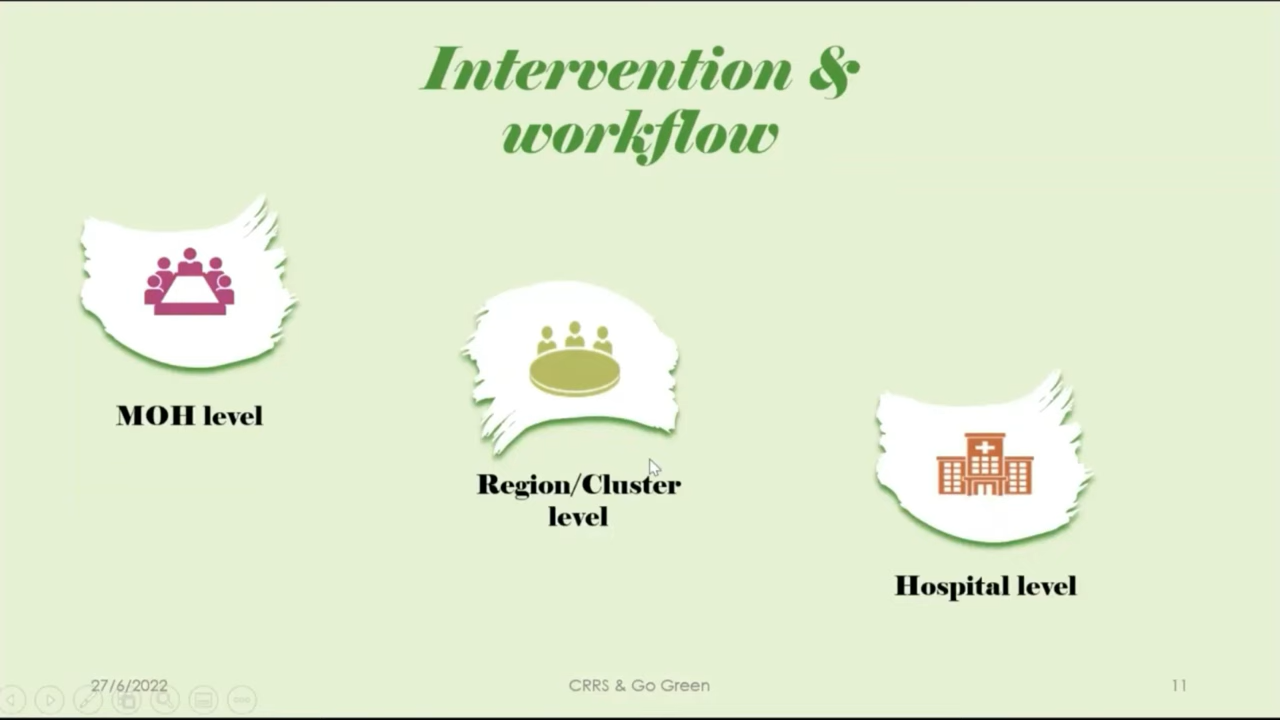 Intervention &
workflow
MOH level
Region/Cluster
level
Hospital level
27/6/2022
CRRS & Go Green
11